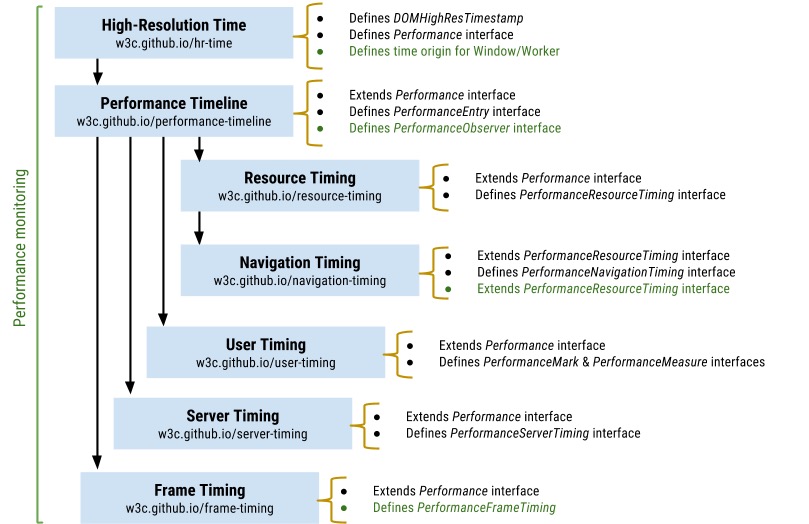 Performance monitoring
High-Resolution Time
w3c.github.io/hr-time
● Defines DOMHighResTimestamp
● Defines Performance interface
● Defines time origin for Window/Worker
Performance Timeline
w3c.github.io/performance-timeline
● Extends Performance interface
● Defines PerformanceEntry interface
● Defines PerformanceObserver interface
Resource Timing
w3c.github.io/resource-timing
● Extends Performance interface
● Defines PerformanceResourceTiming interface
Navigation Timing
w3c.github.io/navigation-timing
● Extends PerformanceResourceTiming interface
● Defines PerformanceNavigationTiming interface
● Extends PerformanceResourceTiming interface
User Timing
w3c.github.io/user-timing
● Extends Performance interface
● Defines PerformanceMark & PerformanceMeasure interfaces
Server Timing
w3c.github.io/server-timing
● Extends Performance interface
● Defines PerformanceServerTiming interface
Frame Timing
w3c.github.io/frame-timing
● Extends Performance interface
● Defines PerformanceFrameTiming